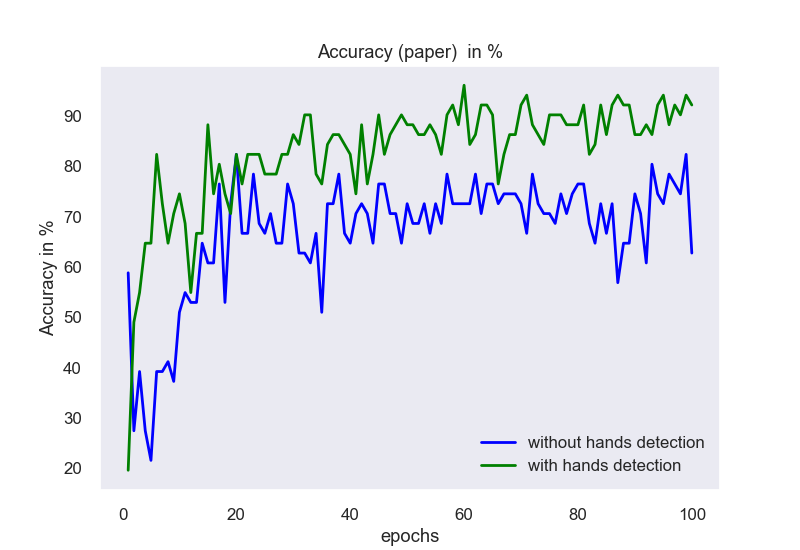 Accuracy (paper)  in %
Accuracy in %
90
80
70
60
50
40
30
20
without hands detection
with hands detection
0 20 40 60 80 100
epochs